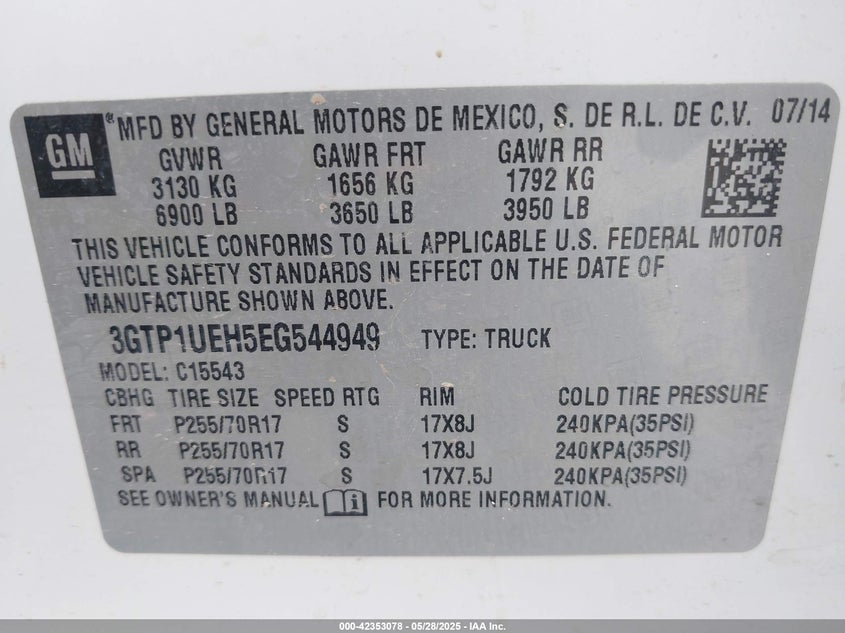 GM
® MFD BY GENERAL MOTORS DE MEXICO, S. DE R.L. DE C.V. 07/14
GVWR GAWR FRT GAWR RR
3130 KG 1656 KG 1792 KG
6900 LB 3650 LB 3950 LB
THIS VEHICLE CONFORMS TO ALL APPLICABLE U.S. FEDERAL MOTOR
VEHICLE SAFETY STANDARDS IN EFFECT ON THE DATE OF
MANUFACTURE SHOWN ABOVE.
3GTP1UEH5EG544949 TYPE: TRUCK
MODEL: C15543
CBHG TIRE SIZE SPEED RTG RIM COLD TIRE PRESSURE
FRT P255/70R17 S 17X8J 240KPA(35PSI)
RR P255/70R17 S 17X8J 240KPA(35PSI)
SPA P255/70R17 S 17X7.5J 240KPA(35PSI)
SEE OWNER'S MANUAL i FOR MORE INFORMATION.
000-42353078 - 05/28/2025 - IAA Inc.